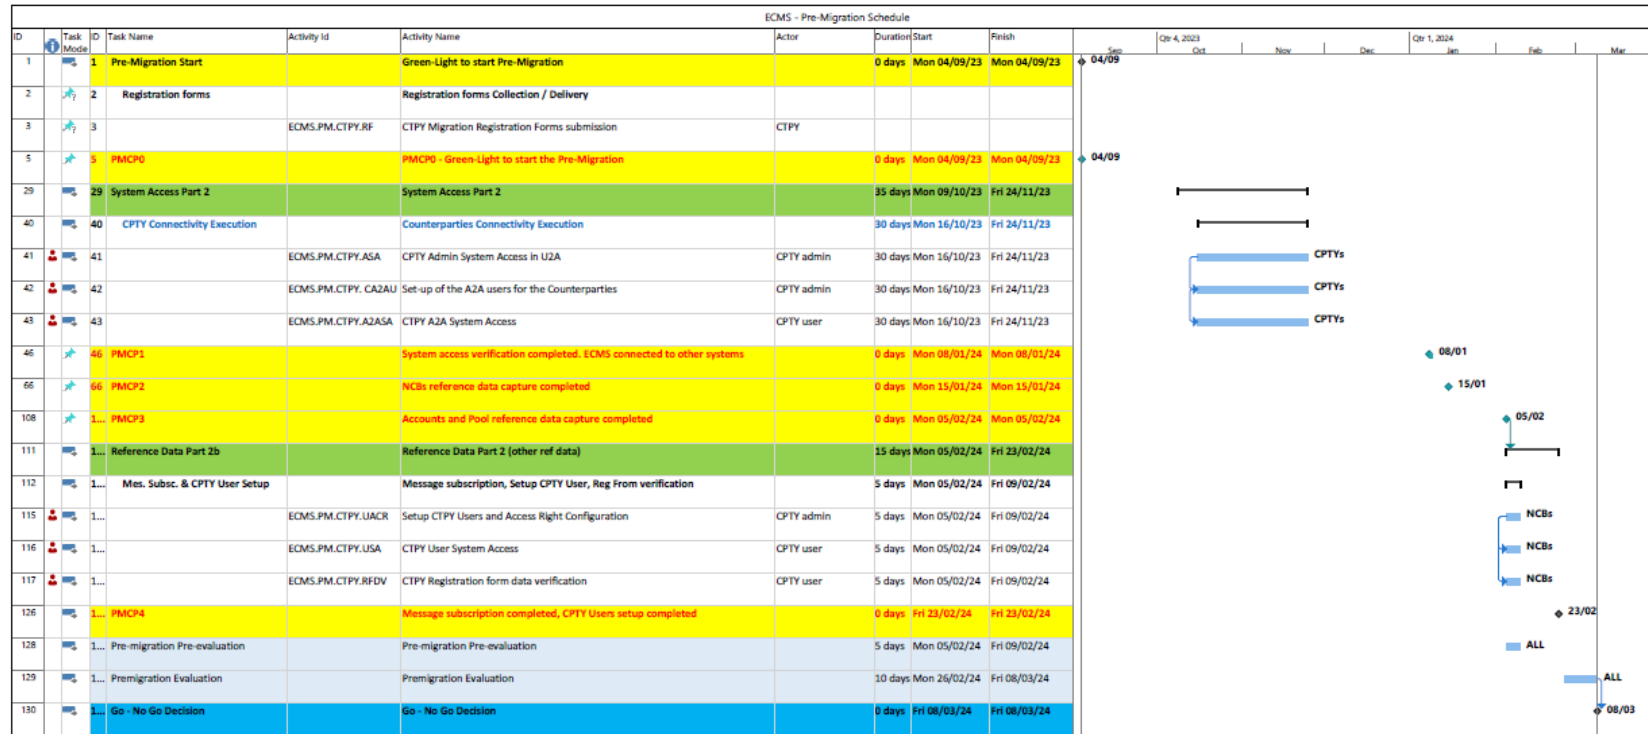 ECMS - Pre-Migration Schedule
ID Task Mode ID Task Name Activity Id Activity Name Actor Duration Start Finish Qtr 4, 2023 Qtr 1, 2024
Sep Oct Nov Dec Jan Feb Mar
1 1 Pre-Migration Start Green-Light to start Pre-Migration 0 days Mon 04/09/23 Mon 04/09/23 04/09
2 2 Registration forms Registration forms Collection / Delivery
3 3 ECMS.PM.CTPY.RF CTPY Migration Registration Forms submission CTPY
5 5 PMCP0 PMCP0 - Green-Light to start the Pre-Migration 0 days Mon 04/09/23 Mon 04/09/23 04/09
29 29 System Access Part 2 System Access Part 2 35 days Mon 09/10/23 Fri 24/11/23
40 40 CPTY Connectivity Execution Counterparties Connectivity Execution 30 days Mon 16/10/23 Fri 24/11/23
41 41 ECMS.PM.CTPY.ASA CPTY Admin System Access in U2A CPTY admin 30 days Mon 16/10/23 Fri 24/11/23 CPTYs
42 42 ECMS.PM.CTPY. CA2AU Set-up of the A2A users for the Counterparties CPTY admin 30 days Mon 16/10/23 Fri 24/11/23 CPTYs
43 43 ECMS.PM.CTPY.A2ASA CTPY A2A System Access CPTY user 30 days Mon 16/10/23 Fri 24/11/23 CPTYs
46 46 PMCP1 System access verification completed. ECMS connected to other systems 0 days Mon 08/01/24 Mon 08/01/24 08/01
66 66 PMCP2 NCBs reference data capture completed 0 days Mon 15/01/24 Mon 15/01/24 15/01
108 1... PMCP3 Accounts and Pool reference data capture completed 0 days Mon 05/02/24 Mon 05/02/24 05/02
111 1... Reference Data Part 2b Reference Data Part 2 (other ref data) 15 days Mon 05/02/24 Fri 23/02/24
112 1... Mes. Subsc. & CPTY User Setup Message subscription, Setup CPTY User, Reg From verification 5 days Mon 05/02/24 Fri 09/02/24
115 1... ECMS.PM.CTPY.UACR Setup CTPY Users and Access Right Configuration CPTY admin 5 days Mon 05/02/24 Fri 09/02/24 NCBs
116 1... ECMS.PM.CTPY.USA CTPY User System Access CPTY user 5 days Mon 05/02/24 Fri 09/02/24 NCBs
117 1... ECMS.PM.CTPY.RFDV CTPY Registration form data verification CPTY user 5 days Mon 05/02/24 Fri 09/02/24 NCBs
126 1... PMCP4 Message subscription completed, CPTY Users setup completed 0 days Fri 23/02/24 Fri 23/02/24 23/02
128 1... Pre-migration Pre-evaluation Pre-migration Pre-evaluation 5 days Mon 05/02/24 Fri 09/02/24 ALL
129 1... Premigration Evaluation Premigration Evaluation 10 days Mon 26/02/24 Fri 08/03/24 ALL
130 1... Go - No Go Decision Go - No Go Decision 0 days Fri 08/03/24 Fri 08/03/24 08/03